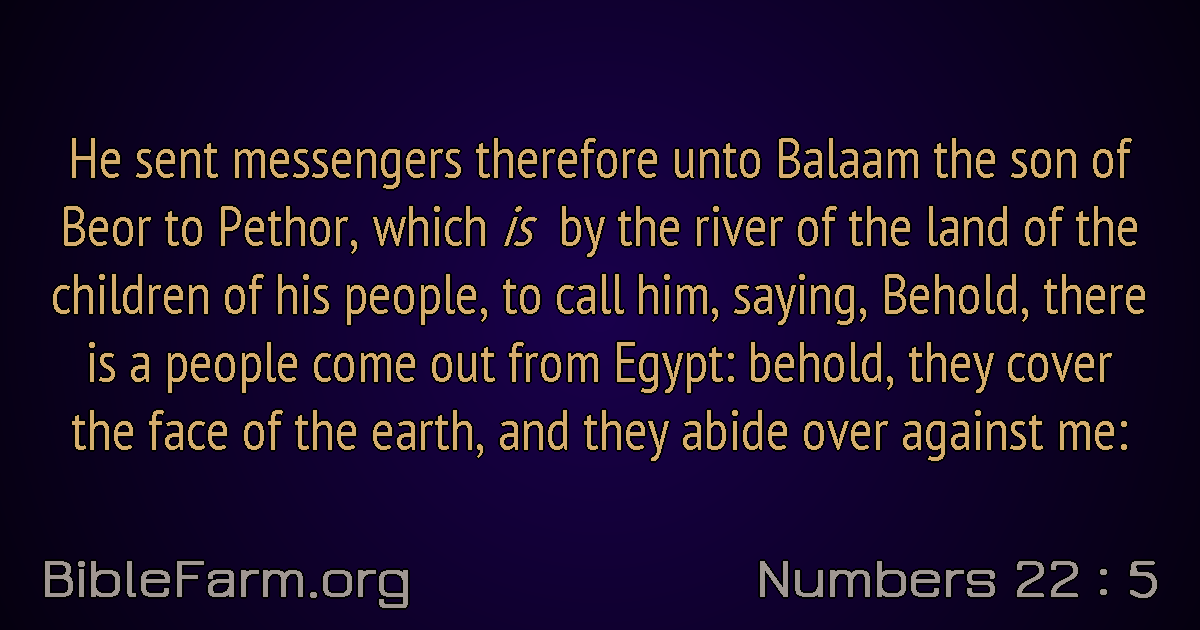 He sent messengers therefore unto Balaam the son of
Beor to Pethor, which is by the river of the land of the
children of his people, to call him, saying, Behold, there
is a people come out from Egypt: behold, they cover
the face of the earth, and they abide over against me:
BibleFarm.org
Numbers 22 : 5